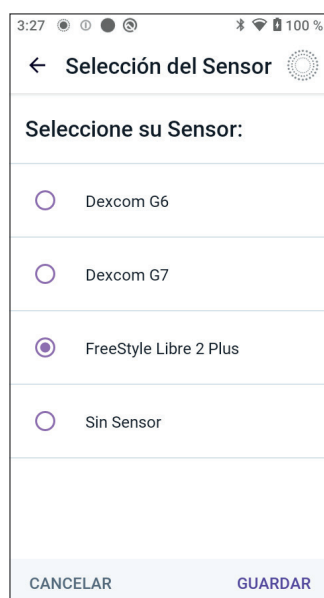 3:27 100 %
Selección del Sensor
Seleccione su Sensor:
Dexcom G6
Dexcom G7
FreeStyle Libre 2 Plus
Sin Sensor
CANCELAR GUARDAR